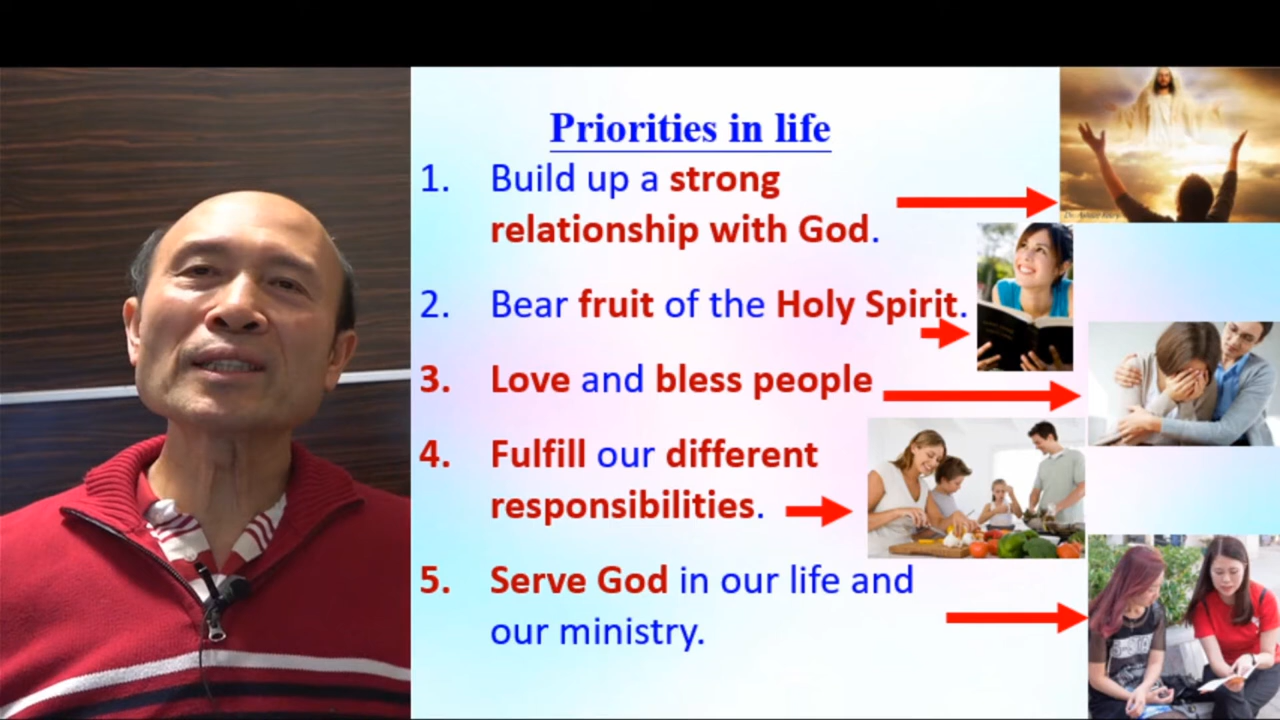 Priorities in life
1. Build up a strong
relationship with God.
2. Bear fruit of the Holy Spirit.
3. Love and bless people
4. Fulfill our different
responsibilities.
5. Serve God in our life and
our ministry.